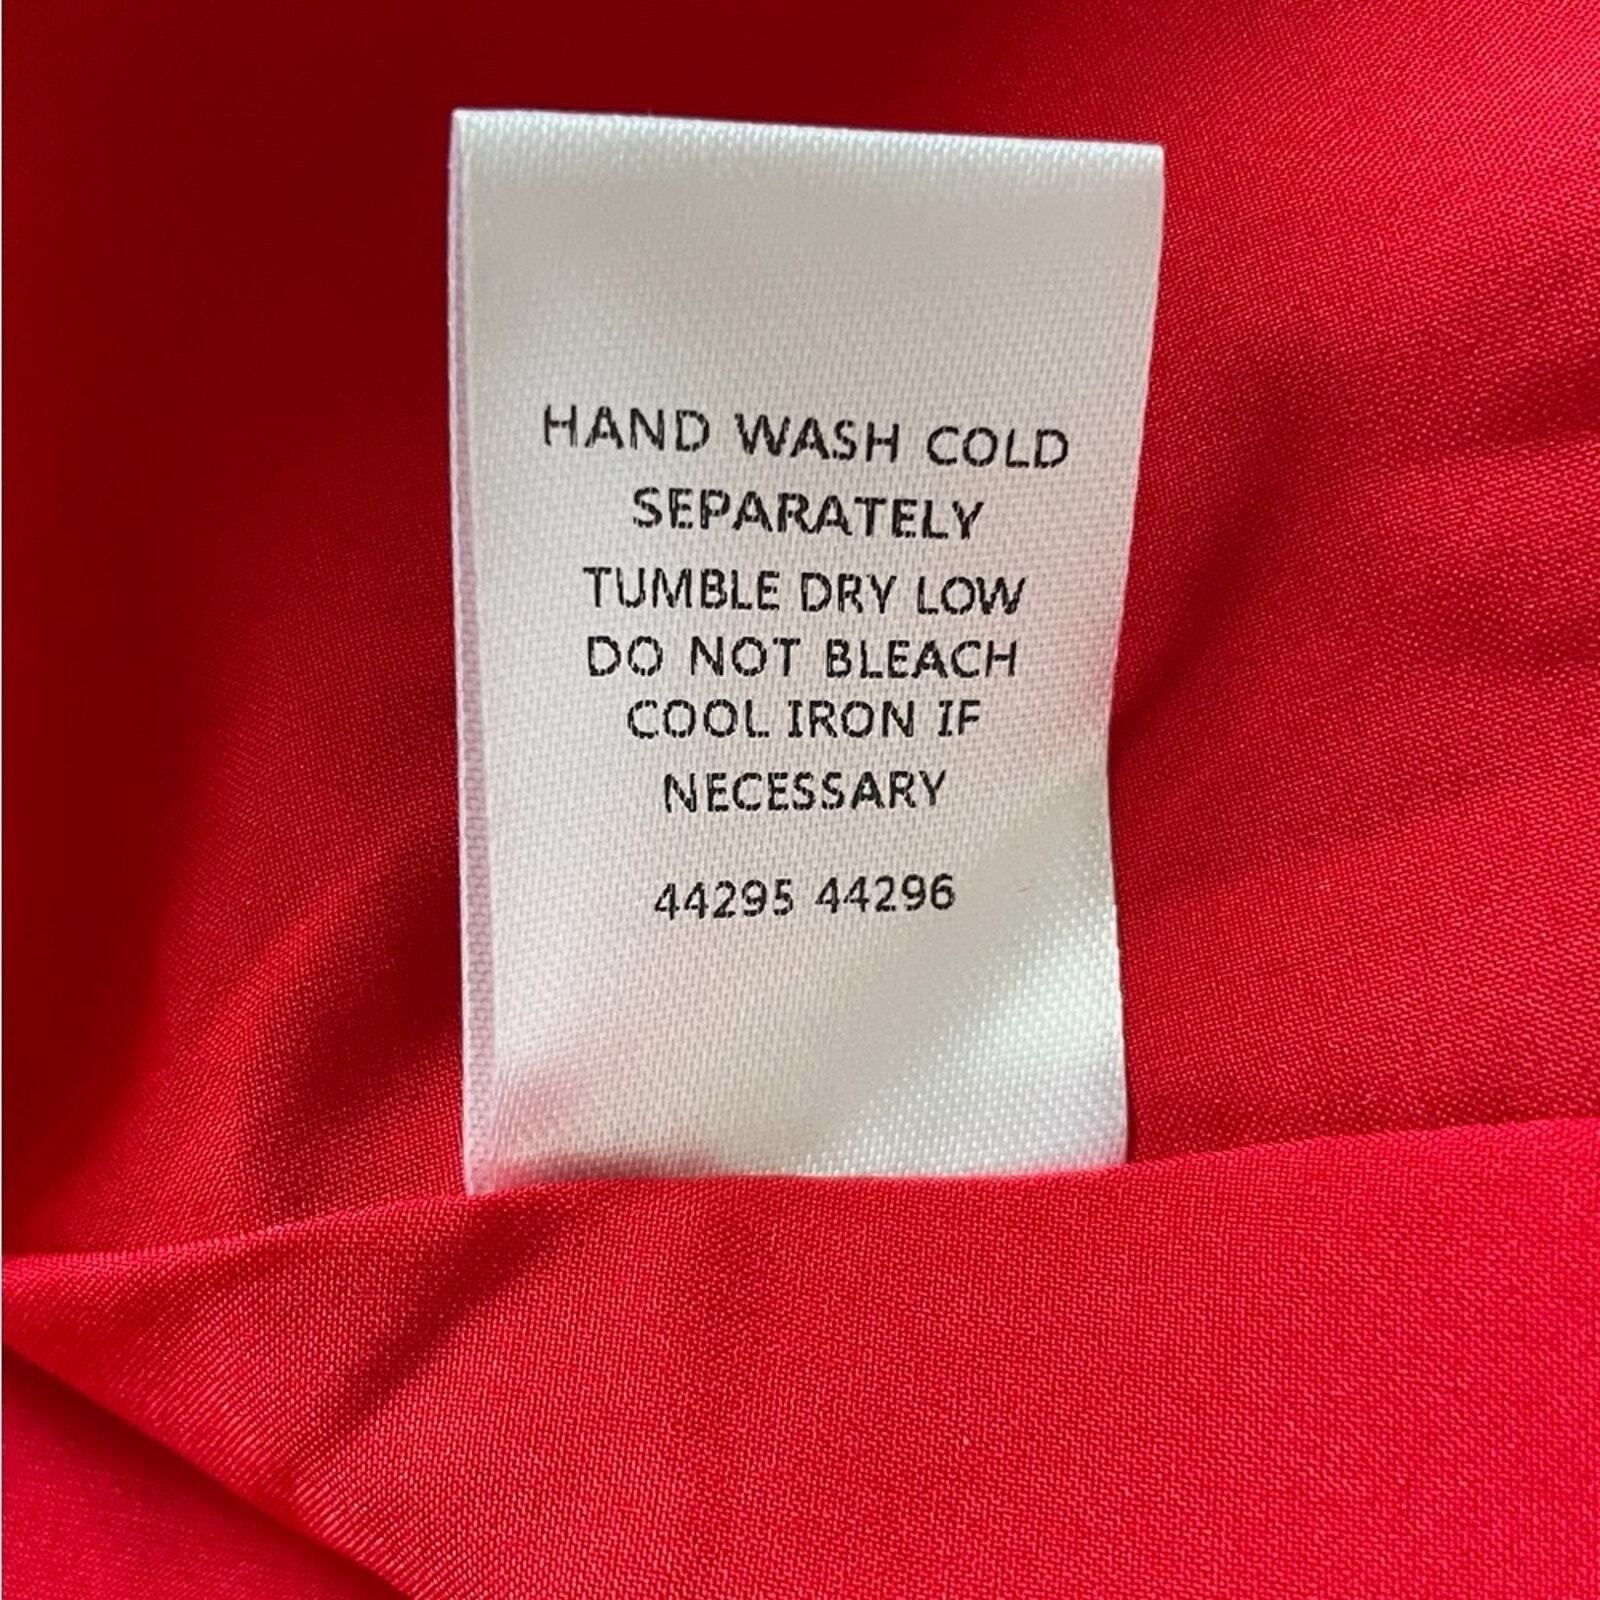 HAND WASH COLD
SEPARATELY
TUMBLE DRY LOW
DO NOT BLEACH
COOL IRON IF
NECESSARY
44295 44296